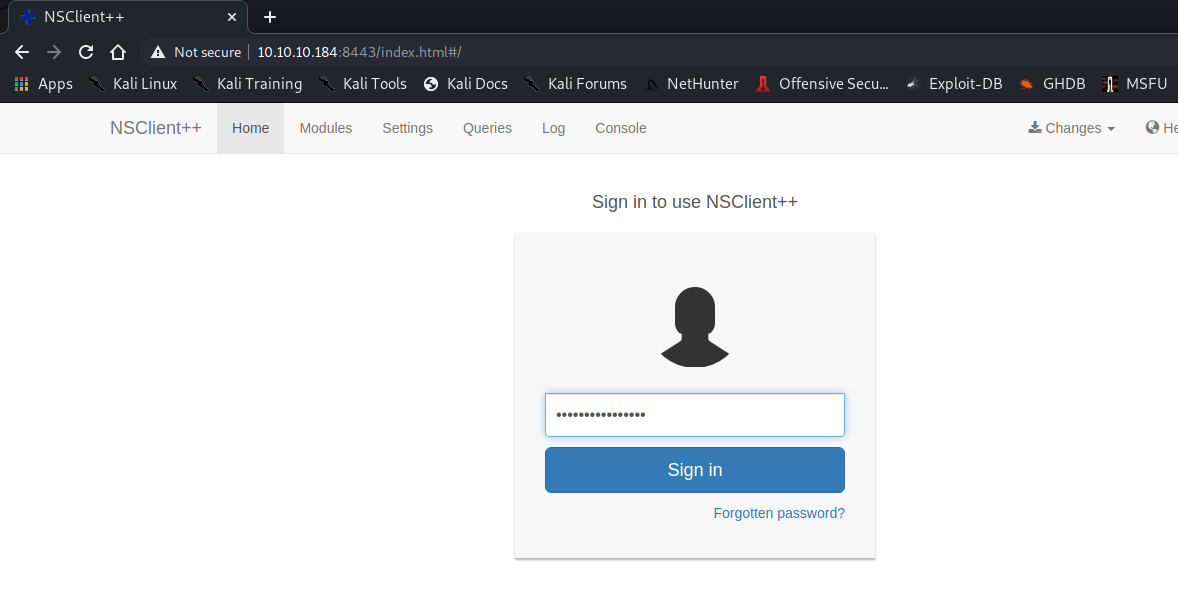 NSClient++
Not secure 10.10.10.184:8443/index.html#/
Apps Kali Linux Kali Training Kali Tools Kali Docs Kali Forums NetHunter Offensive Secu... Exploit-DB GHDB MSFU
NSClient++ Home Modules Settings Queries Log Console Changes He
Sign in to use NSClient++
••••••••••••••••
Sign in
Forgotten password?